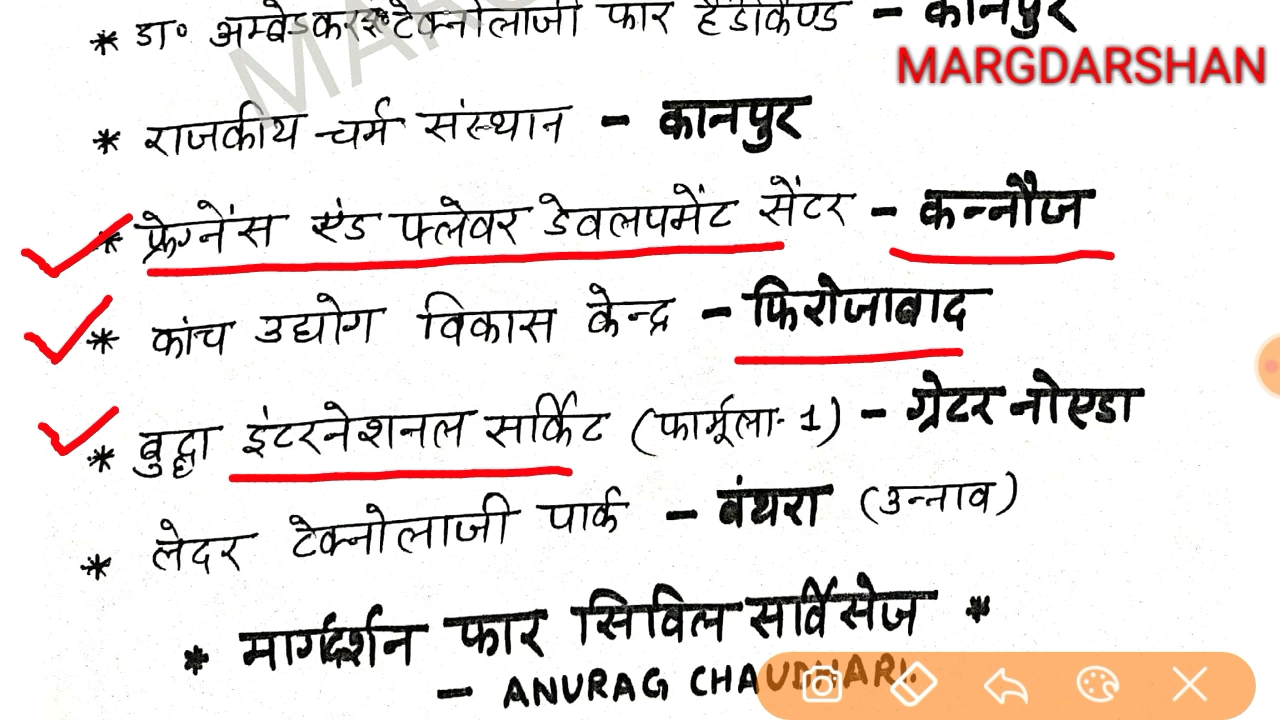 * डा० अम्बेडकर इं० टेक्नोलाजी फार हैंडीकैप्ड - कानपुर
MARGDARSHAN
* राजकीय चर्म संस्थान - कानपुर
* फ्रेग्नेंस एंड फ्लेवर डेवलपमेंट सेंटर - कन्नौज
* कांच उद्योग विकास केन्द्र - फिरोजाबाद
* बुद्धा इंटरनेशनल सर्किट (फार्मूला-1) - ग्रेटर नोएडा
* लेदर टेक्नोलाजी पार्क - बंथरा (उन्नाव)
* मार्गदर्शन फार सिविल सर्विसेज *
- ANURAG CHAUDHARI.